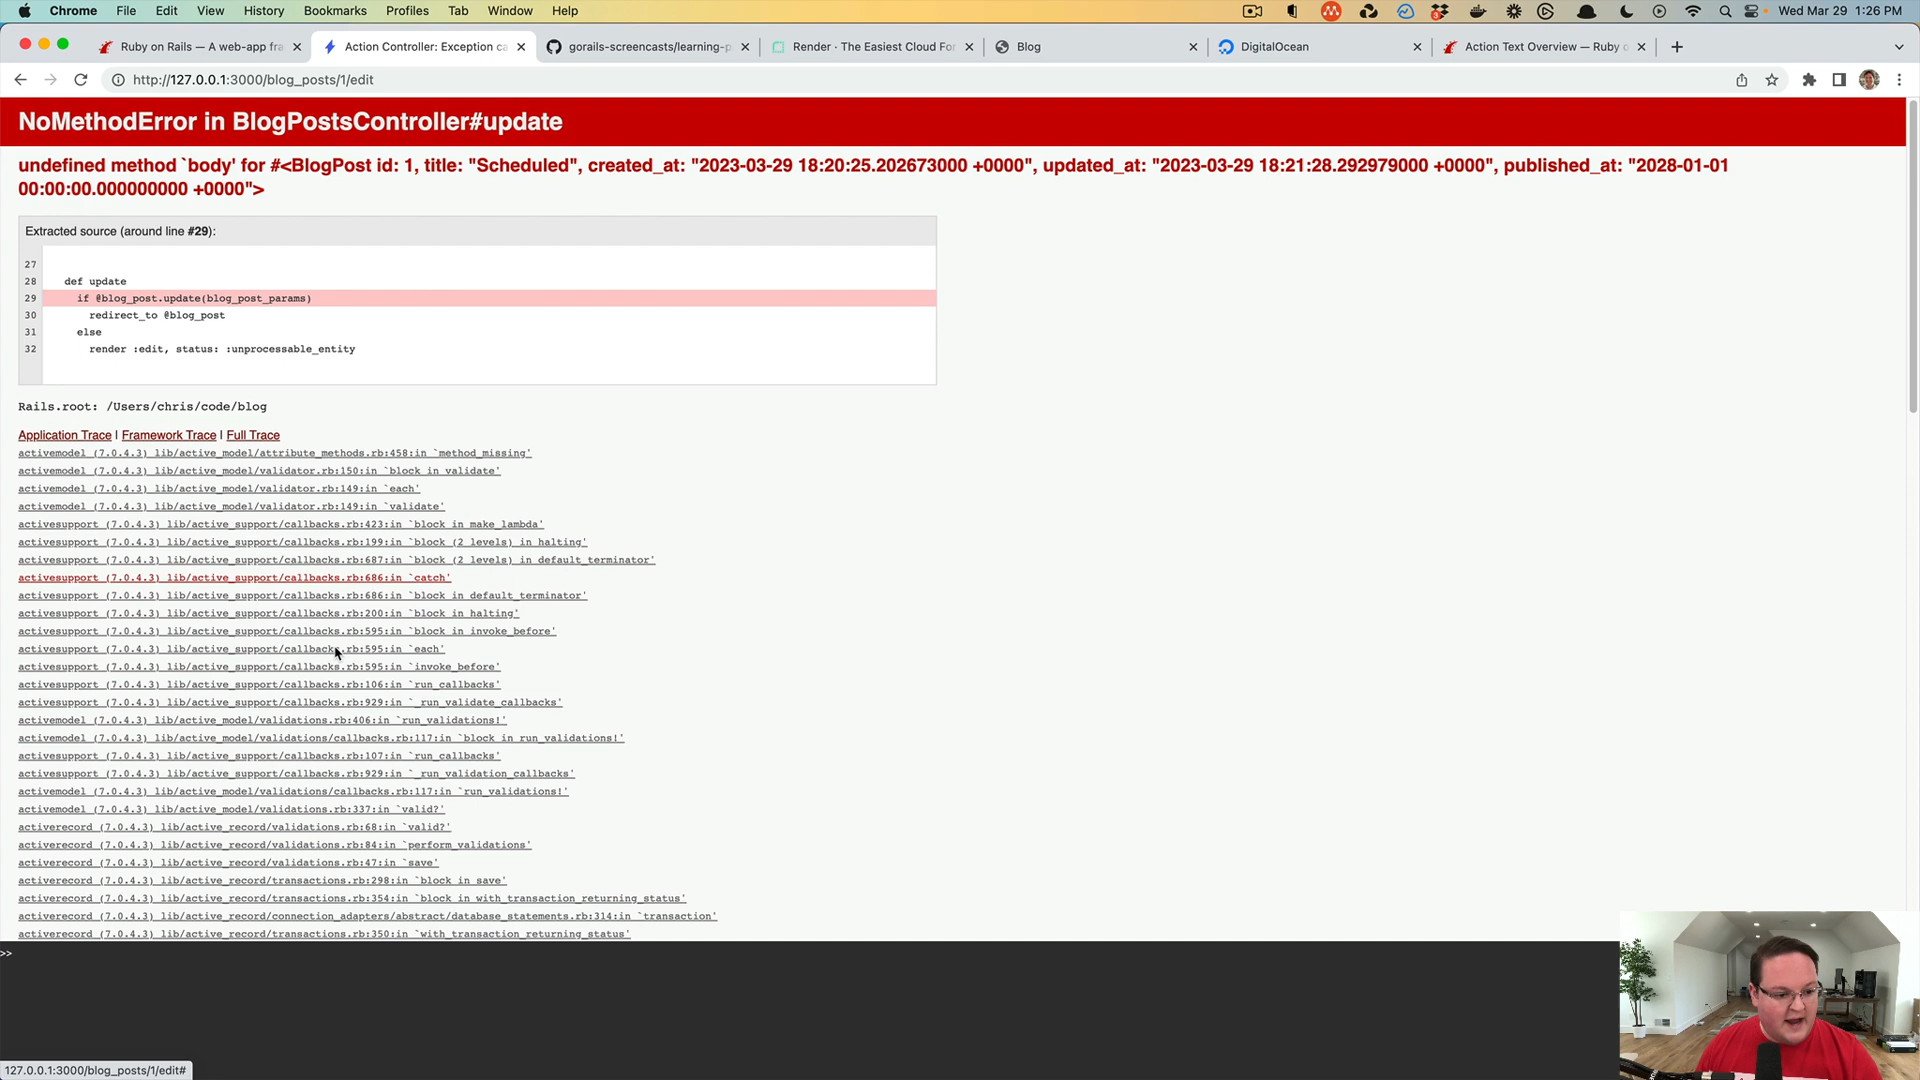 Chrome File Edit View History Bookmarks Profiles Tab Window Help
3
Wed Mar 29 1:26 PM
Ruby on Rails — A web-app fra
Action Controller: Exception ca
gorails-screencasts/learning-p
Render · The Easiest Cloud For
Blog
DigitalOcean
Action Text Overview — Ruby o
http://127.0.0.1:3000/blog_posts/1/edit
NoMethodError in BlogPostsController#update
undefined method `body' for #<BlogPost id: 1, title: "Scheduled", created_at: "2023-03-29 18:20:25.202673000 +0000", updated_at: "2023-03-29 18:21:28.292979000 +0000", published_at: "2028-01-01
00:00:00.000000000 +0000">
Extracted source (around line #29):
27
28 def update
29 if @blog_post.update(blog_post_params)
30 redirect_to @blog_post
31 else
32 render :edit, status: :unprocessable_entity
Rails.root: /Users/chris/code/blog
Application Trace | Framework Trace | Full Trace
activemodel (7.0.4.3) lib/active_model/attribute_methods.rb:458:in `method_missing'
activemodel (7.0.4.3) lib/active_model/validator.rb:150:in `block in validate'
activemodel (7.0.4.3) lib/active_model/validator.rb:149:in `each'
activemodel (7.0.4.3) lib/active_model/validator.rb:149:in `validate'
activesupport (7.0.4.3) lib/active_support/callbacks.rb:423:in `block in make_lambda'
activesupport (7.0.4.3) lib/active_support/callbacks.rb:199:in `block (2 levels) in halting'
activesupport (7.0.4.3) lib/active_support/callbacks.rb:687:in `block (2 levels) in default_terminator'
activesupport (7.0.4.3) lib/active_support/callbacks.rb:686:in `catch'
activesupport (7.0.4.3) lib/active_support/callbacks.rb:686:in `block in default_terminator'
activesupport (7.0.4.3) lib/active_support/callbacks.rb:200:in `block in halting'
activesupport (7.0.4.3) lib/active_support/callbacks.rb:595:in `block in invoke_before'
activesupport (7.0.4.3) lib/active_support/callbacks.rb:595:in `each'
activesupport (7.0.4.3) lib/active_support/callbacks.rb:595:in `invoke_before'
activesupport (7.0.4.3) lib/active_support/callbacks.rb:106:in `run_callbacks'
activesupport (7.0.4.3) lib/active_support/callbacks.rb:929:in `_run_validate_callbacks'
activemodel (7.0.4.3) lib/active_model/validations.rb:406:in `run_validations!'
activemodel (7.0.4.3) lib/active_model/validations/callbacks.rb:117:in `block in run_validations!'
activesupport (7.0.4.3) lib/active_support/callbacks.rb:107:in `run_callbacks'
activesupport (7.0.4.3) lib/active_support/callbacks.rb:929:in `_run_validation_callbacks'
activemodel (7.0.4.3) lib/active_model/validations/callbacks.rb:117:in `run_validations!'
activemodel (7.0.4.3) lib/active_model/validations.rb:337:in `valid?'
activerecord (7.0.4.3) lib/active_record/validations.rb:68:in `valid?'
activerecord (7.0.4.3) lib/active_record/validations.rb:84:in `perform_validations'
activerecord (7.0.4.3) lib/active_record/validations.rb:47:in `save'
activerecord (7.0.4.3) lib/active_record/transactions.rb:298:in `block in save'
activerecord (7.0.4.3) lib/active_record/transactions.rb:354:in `block in with_transaction_returning_status'
activerecord (7.0.4.3) lib/active_record/connection_adapters/abstract/database_statements.rb:314:in `transaction'
activerecord (7.0.4.3) lib/active_record/transactions.rb:350:in `with_transaction_returning_status'
>>
127.0.0.1:3000/blog_posts/1/edit#